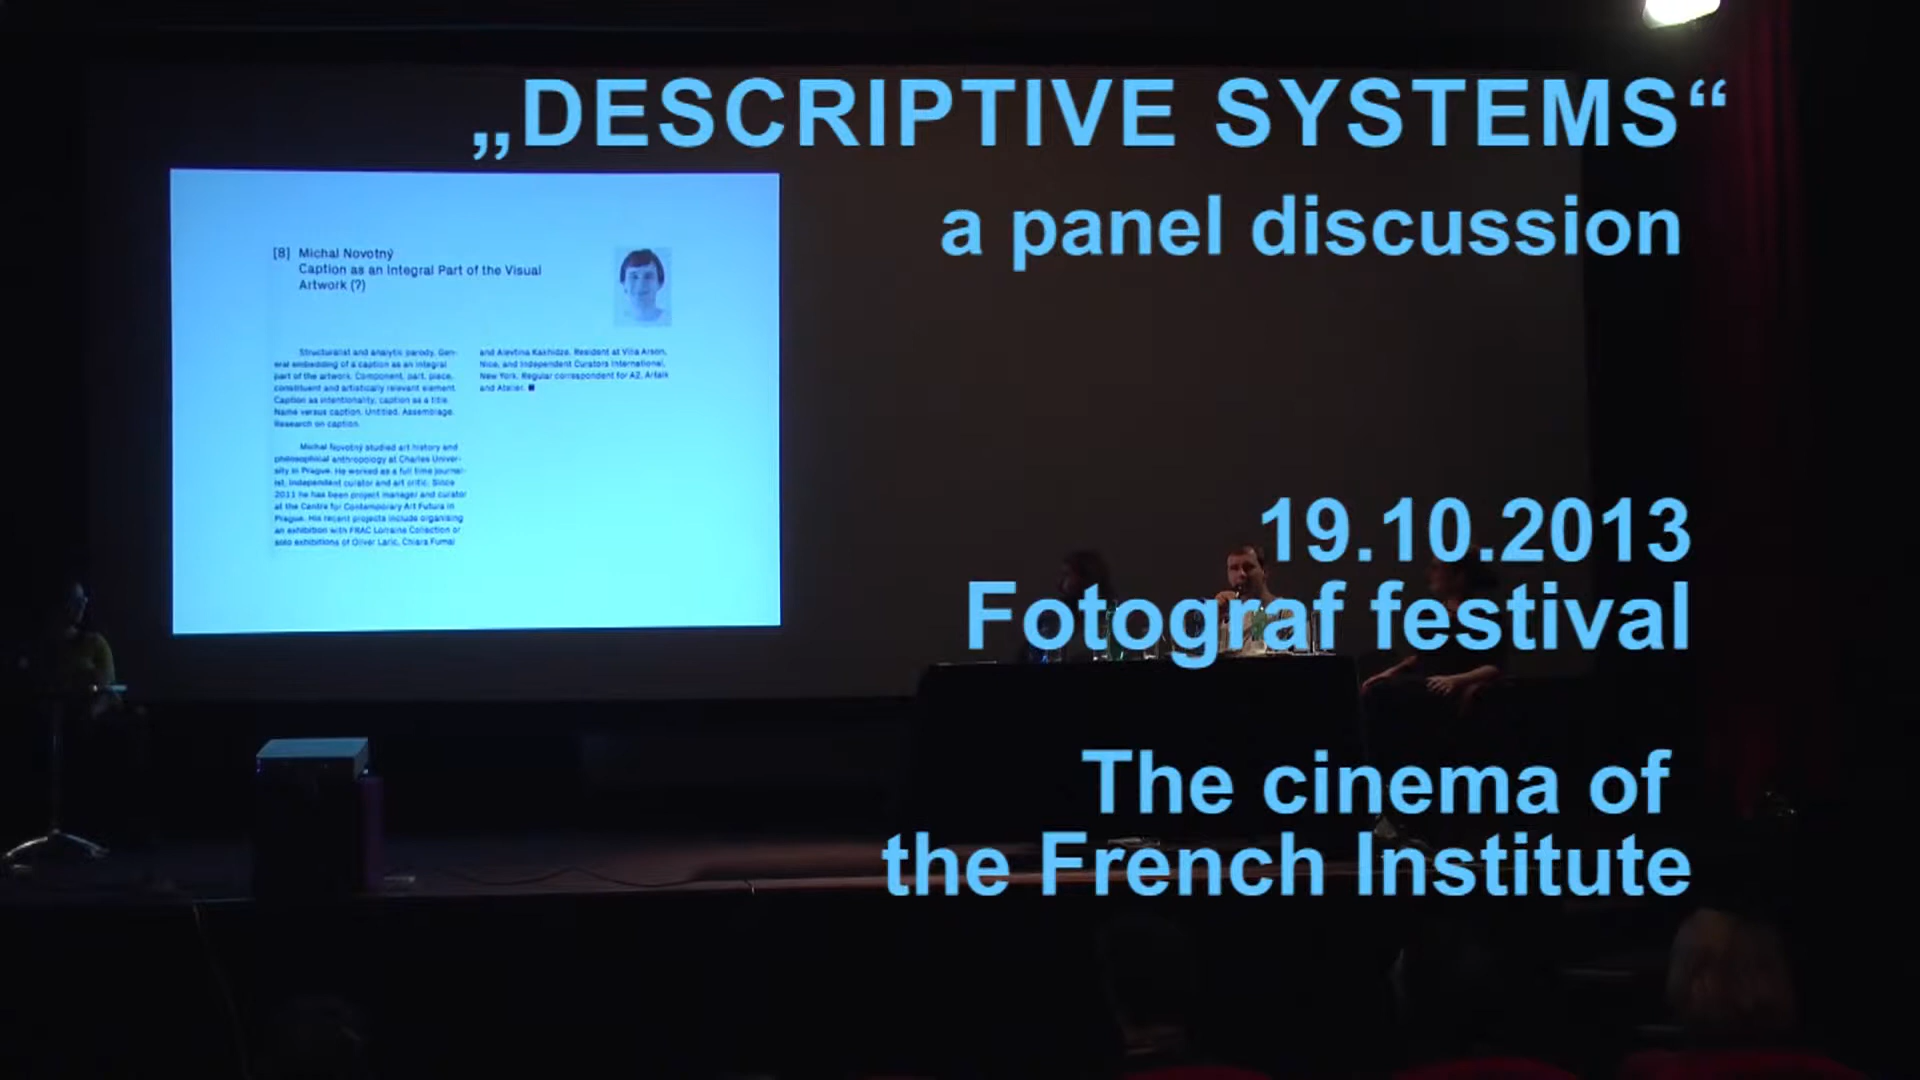 „DESCRIPTIVE SYSTEMS“
a panel discussion
[8] Michal Novotný
Caption as an Integral Part of the Visual
Artwork (?)
Structuralist and analytic parody. Gen-
eral embedding of a caption as an integral
part of the artwork. Component, part, piece,
constituent and artistically relevant element.
Caption as intentionality, caption as a title.
Name versus caption. Untitled. Assemblage.
Research on caption.
Michal Novotný studied art history and
philosophical anthropology at Charles Univer-
sity in Prague. He worked as a full time journal-
ist, independent curator and art critic. Since
2011 he has been project manager and curator
at the Centre for Contemporary Art Futura in
Prague. His recent projects include organising
an exhibition with FRAC Lorraine Collection or
solo exhibitions of Oliver Laric, Chiara Fumai
and Alevtina Kakhidze. Resident at Villa Arson,
Nice, and Independent Curators International,
New York. Regular correspondent for A2, Artalk
and Atelier.
19.10.2013
Fotograf festival
The cinema of
the French Institute